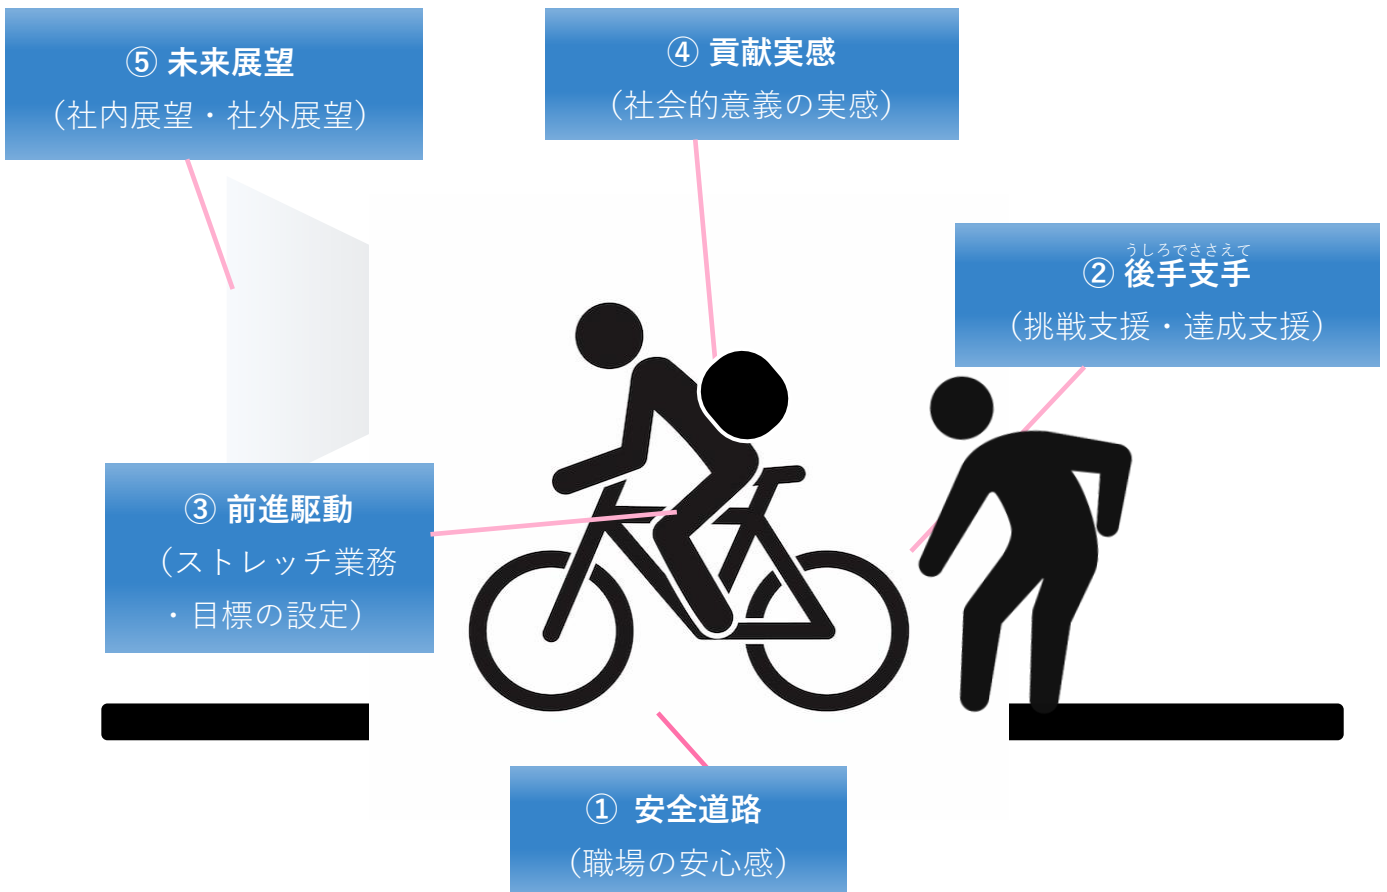 ⑤ 未来展望
（社内展望・社外展望）
④ 貢献実感
（社会的意義の実感）
うしろでささえて
② 後手支手
（挑戦支援・達成支援）
③ 前進駆動
（ストレッチ業務
・目標の設定）
① 安全道路
（職場の安心感）